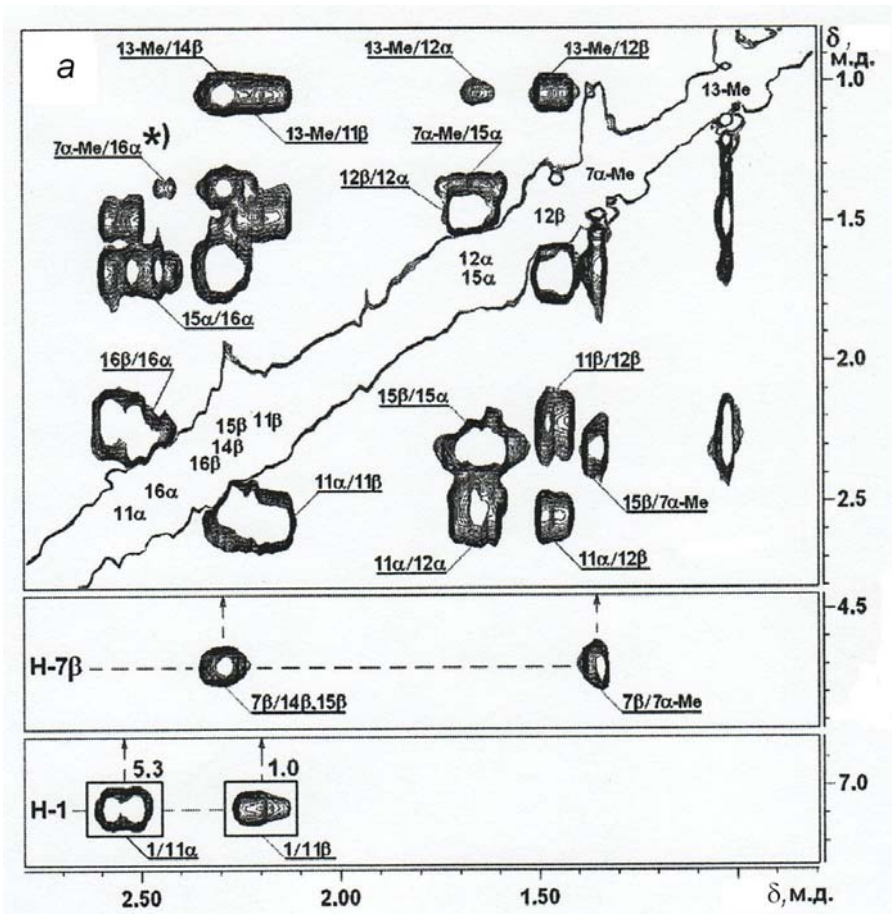 a
δ,
м.д.
13-Me/14β
13-Me/12α
13-Me/12β
1.0
13-Me
13-Me/11β
7α-Me/16α
*)
7α-Me/15α
12β/12α
7α-Me
1.5
12β
12α
15α
15α/16α
2.0
16β/16α
15β/15α
11β/12β
15β
11β
14β
16β
16α
11α
11α/11β
15β/7α-Me
2.5
11α/12α
11α/12β
4.5
H-7β
7β/14β,15β
7β/7α-Me
5.3
1.0
7.0
H-1
1/11α
1/11β
2.50
2.00
1.50
δ,м.д.